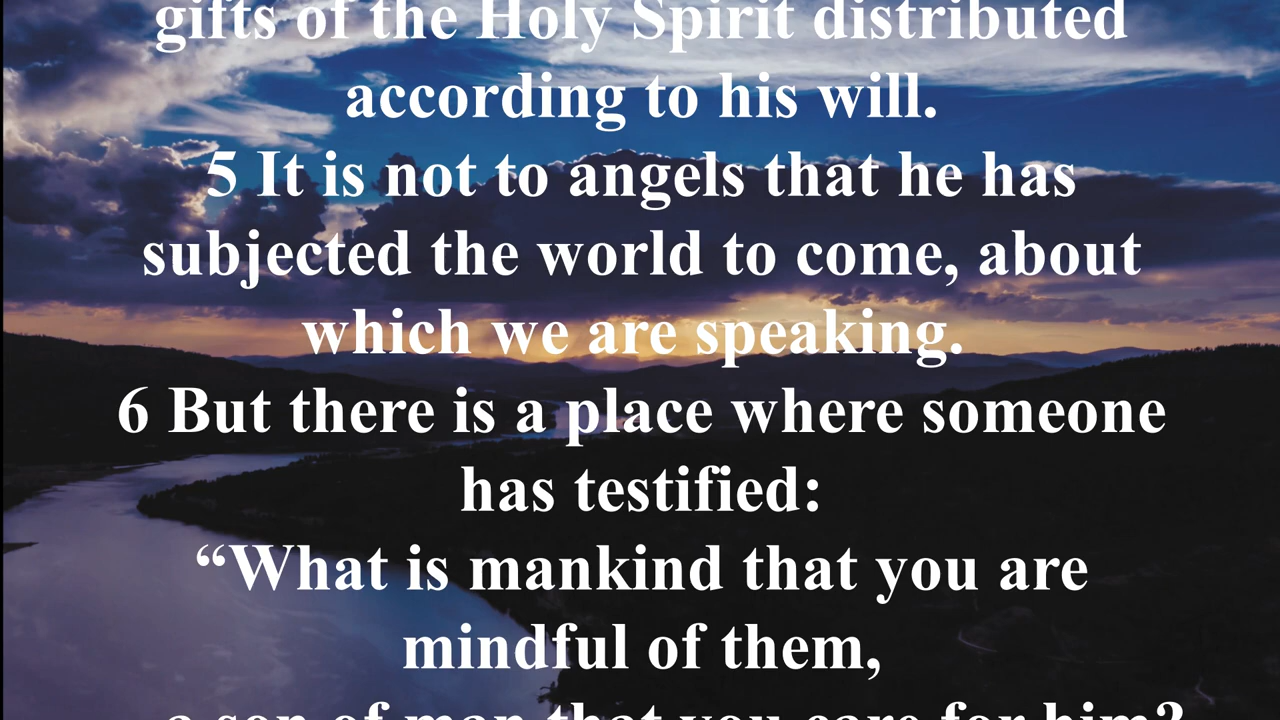 gifts of the Holy Spirit distributed
according to his will.
5 It is not to angels that he has
subjected the world to come, about
which we are speaking.
6 But there is a place where someone
has testified:
“What is mankind that you are
mindful of them,
a son of man that you care for him?